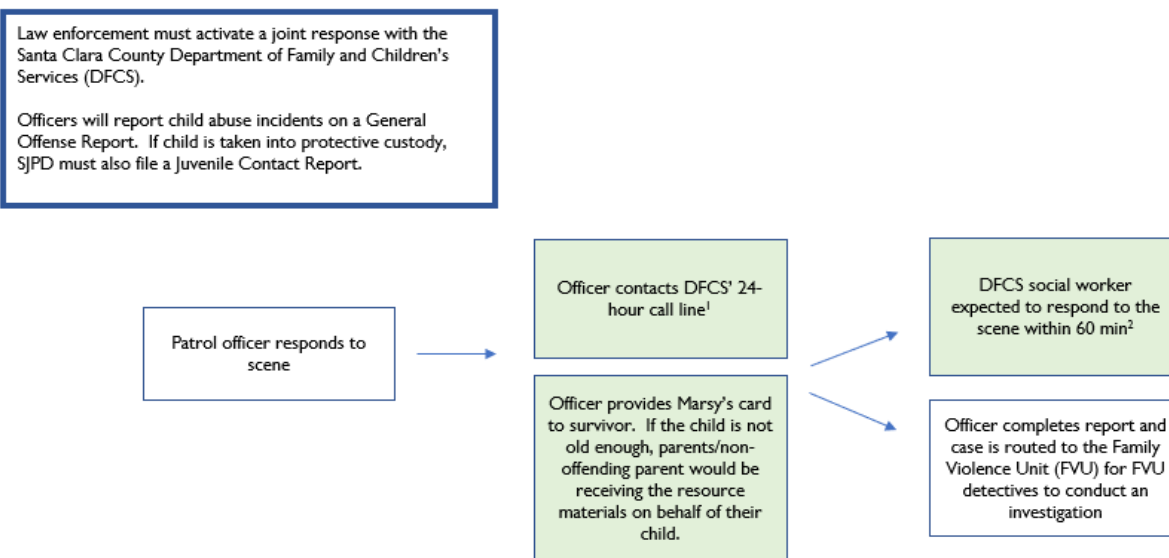 Law enforcement must activate a joint response with the
Santa Clara County Department of Family and Children's
Services (DFCS).
Officers will report child abuse incidents on a General
Offense Report.  If child is taken into protective custody,
SJPD must also file a Juvenile Contact Report.
Patrol officer responds to
scene
Officer contacts DFCS' 24-
hour call line¹
Officer provides Marsy's card
to survivor.  If the child is not
old enough, parents/non-
offending parent would be
receiving the resource
materials on behalf of their
child.
DFCS social worker
expected to respond to the
scene within 60 min²
Officer completes report and
case is routed to the Family
Violence Unit (FVU) for FVU
detectives to conduct an
investigation